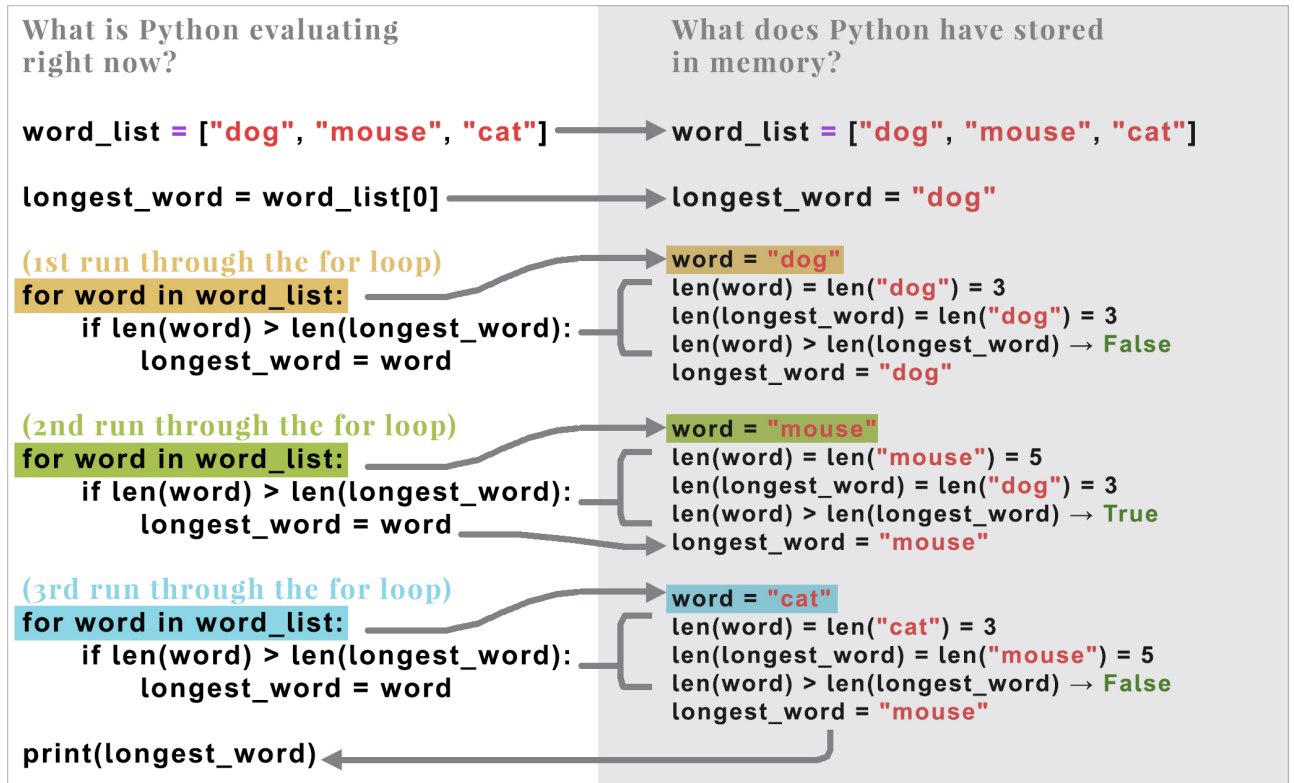 What is Python evaluating
right now?
What does Python have stored
in memory?
word_list = ["dog", "mouse", "cat"]
word_list = ["dog", "mouse", "cat"]
longest_word = word_list[0]
longest_word = "dog"
(1st run through the for loop)
for word in word_list:
if len(word) > len(longest_word):
longest_word = word
word = "dog"
len(word) = len("dog") = 3
len(longest_word) = len("dog") = 3
len(word) > len(longest_word) → False
longest_word = "dog"
(2nd run through the for loop)
for word in word_list:
if len(word) > len(longest_word):
longest_word = word
word = "mouse"
len(word) = len("mouse") = 5
len(longest_word) = len("dog") = 3
len(word) > len(longest_word) → True
longest_word = "mouse"
(3rd run through the for loop)
for word in word_list:
if len(word) > len(longest_word):
longest_word = word
word = "cat"
len(word) = len("cat") = 3
len(longest_word) = len("mouse") = 5
len(word) > len(longest_word) → False
longest_word = "mouse"
print(longest_word)